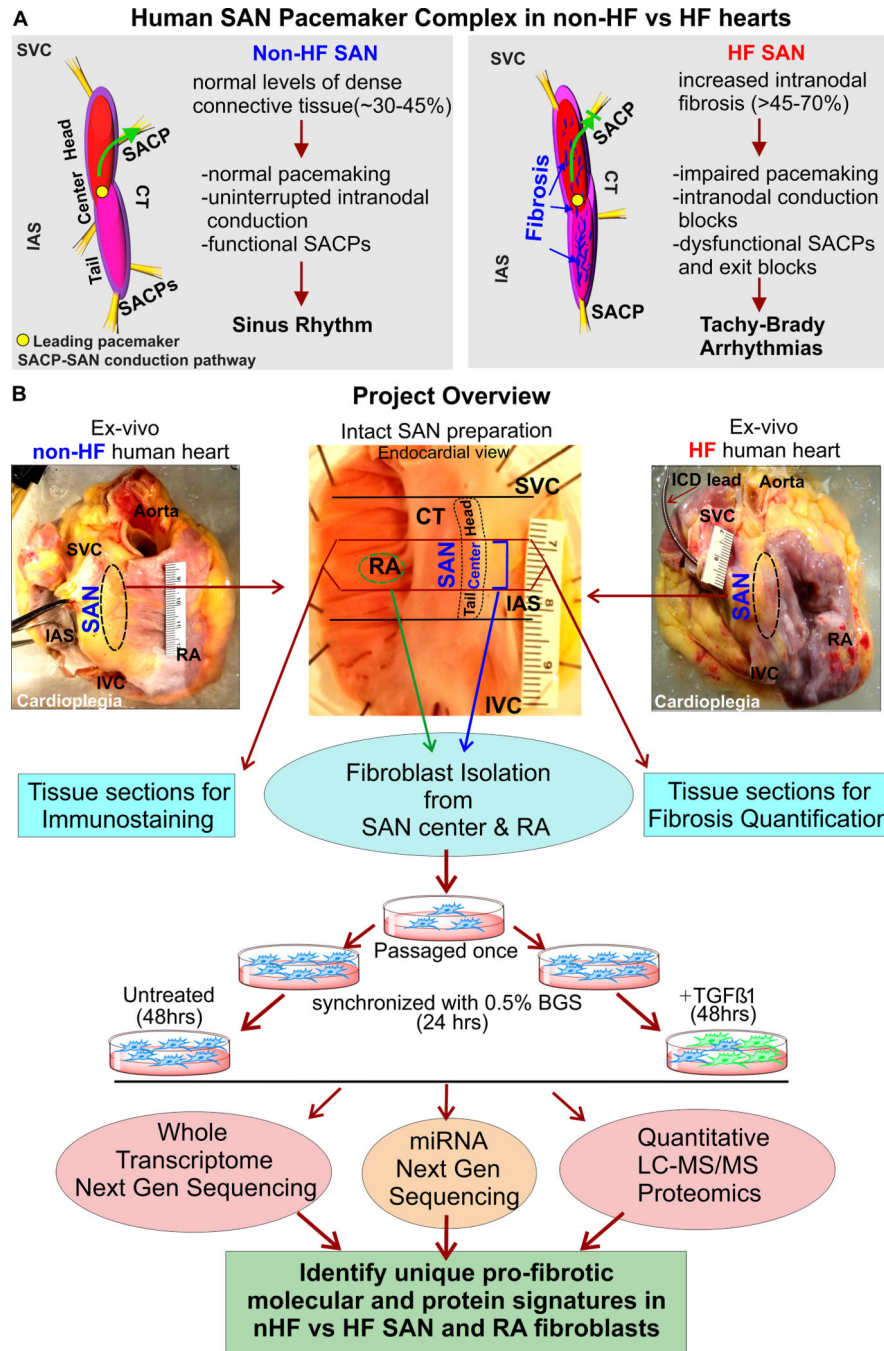 A
Human SAN Pacemaker Complex in non-HF vs HF hearts
SVC
Non-HF SAN
normal levels of dense
connective tissue(~30-45%)
-normal pacemaking
-uninterrupted intranodal
conduction
-functional SACPs
Sinus Rhythm
Head
Center
Tail
SACP
CT
IAS
SACPs
Leading pacemaker
SACP-SAN conduction pathway
SVC
HF SAN
increased intranodal
fibrosis (>45-70%)
-impaired pacemaking
-intranodal conduction
blocks
-dysfunctional SACPs
and exit blocks
Tachy-Brady
Arrhythmias
SACP
CT
Fibrosis
IAS
SACP
B
Project Overview
Ex-vivo
non-HF human heart
Aorta
SVC
SAN
IAS
RA
IVC
Cardioplegia
Intact SAN preparation
Endocardial view
SVC
CT
Head
RA
SAN
Center
Tail
IAS
IVC
7
8
9
Ex-vivo
HF human heart
ICD lead
Aorta
SVC
SAN
RA
IVC
Cardioplegia
Tissue sections for
Immunostaining
Fibroblast Isolation
from
SAN center & RA
Tissue sections for
Fibrosis Quantification
Passaged once
Untreated
(48hrs)
synchronized with 0.5% BGS
(24 hrs)
+TGFß1
(48hrs)
Whole
Transcriptome
Next Gen Sequencing
miRNA
Next Gen
Sequencing
Quantitative
LC-MS/MS
Proteomics
Identify unique pro-fibrotic
molecular and protein signatures in
nHF vs HF SAN and RA fibroblasts